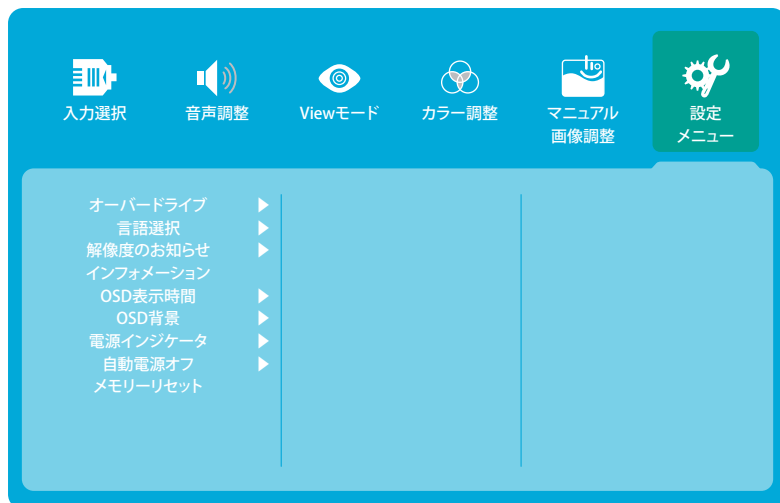 入力選択
音声調整
Viewモード
カラー調整
マニュアル
画像調整
設定
メニュー
オーバードライブ
言語選択
解像度のお知らせ
インフォメーション
OSD表示時間
OSD背景
電源インジケータ
自動電源オフ
メモリーリセット